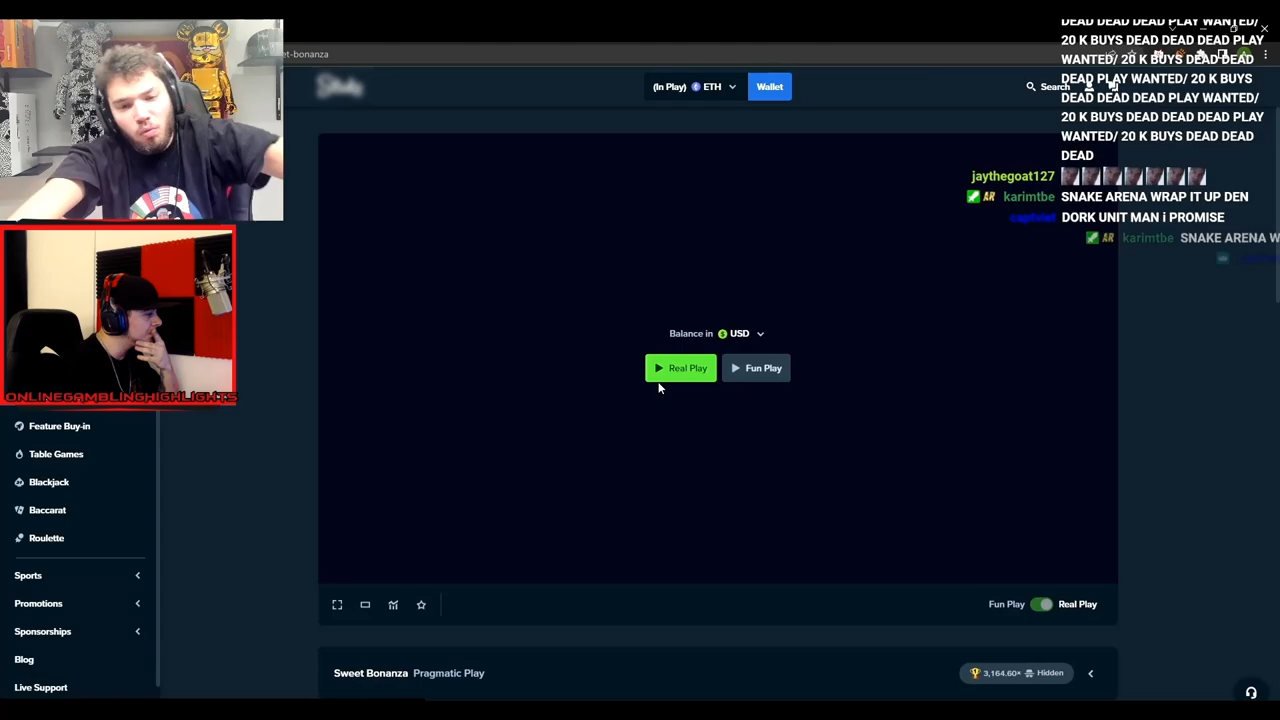 et-bonanza
(In Play) ETH
Wallet
Search
DEAD DEAD DEAD PLAY WANTED/
20 K BUYS DEAD DEAD DEAD PLAY
WANTED/ 20 K BUYS DEAD DEAD
DEAD PLAY WANTED/ 20 K BUYS
DEAD DEAD DEAD PLAY WANTED/
20 K BUYS DEAD DEAD DEAD PLAY
WANTED/ 20 K BUYS DEAD DEAD
DEAD
jaythegoat127
AR karimtbe SNAKE ARENA WRAP IT UP DEN
DORK UNIT MAN i PROMISE
AR karimtbe SNAKE ARENA W
Balance in USD
Real Play
Fun Play
ONLINEGAMBLINGHIGHLIGHTS
Feature Buy-in
Table Games
Blackjack
Baccarat
Roulette
Sports
Promotions
Sponsorships
Blog
Live Support
Fun Play Real Play
Sweet Bonanza Pragmatic Play
3,164.60× Hidden